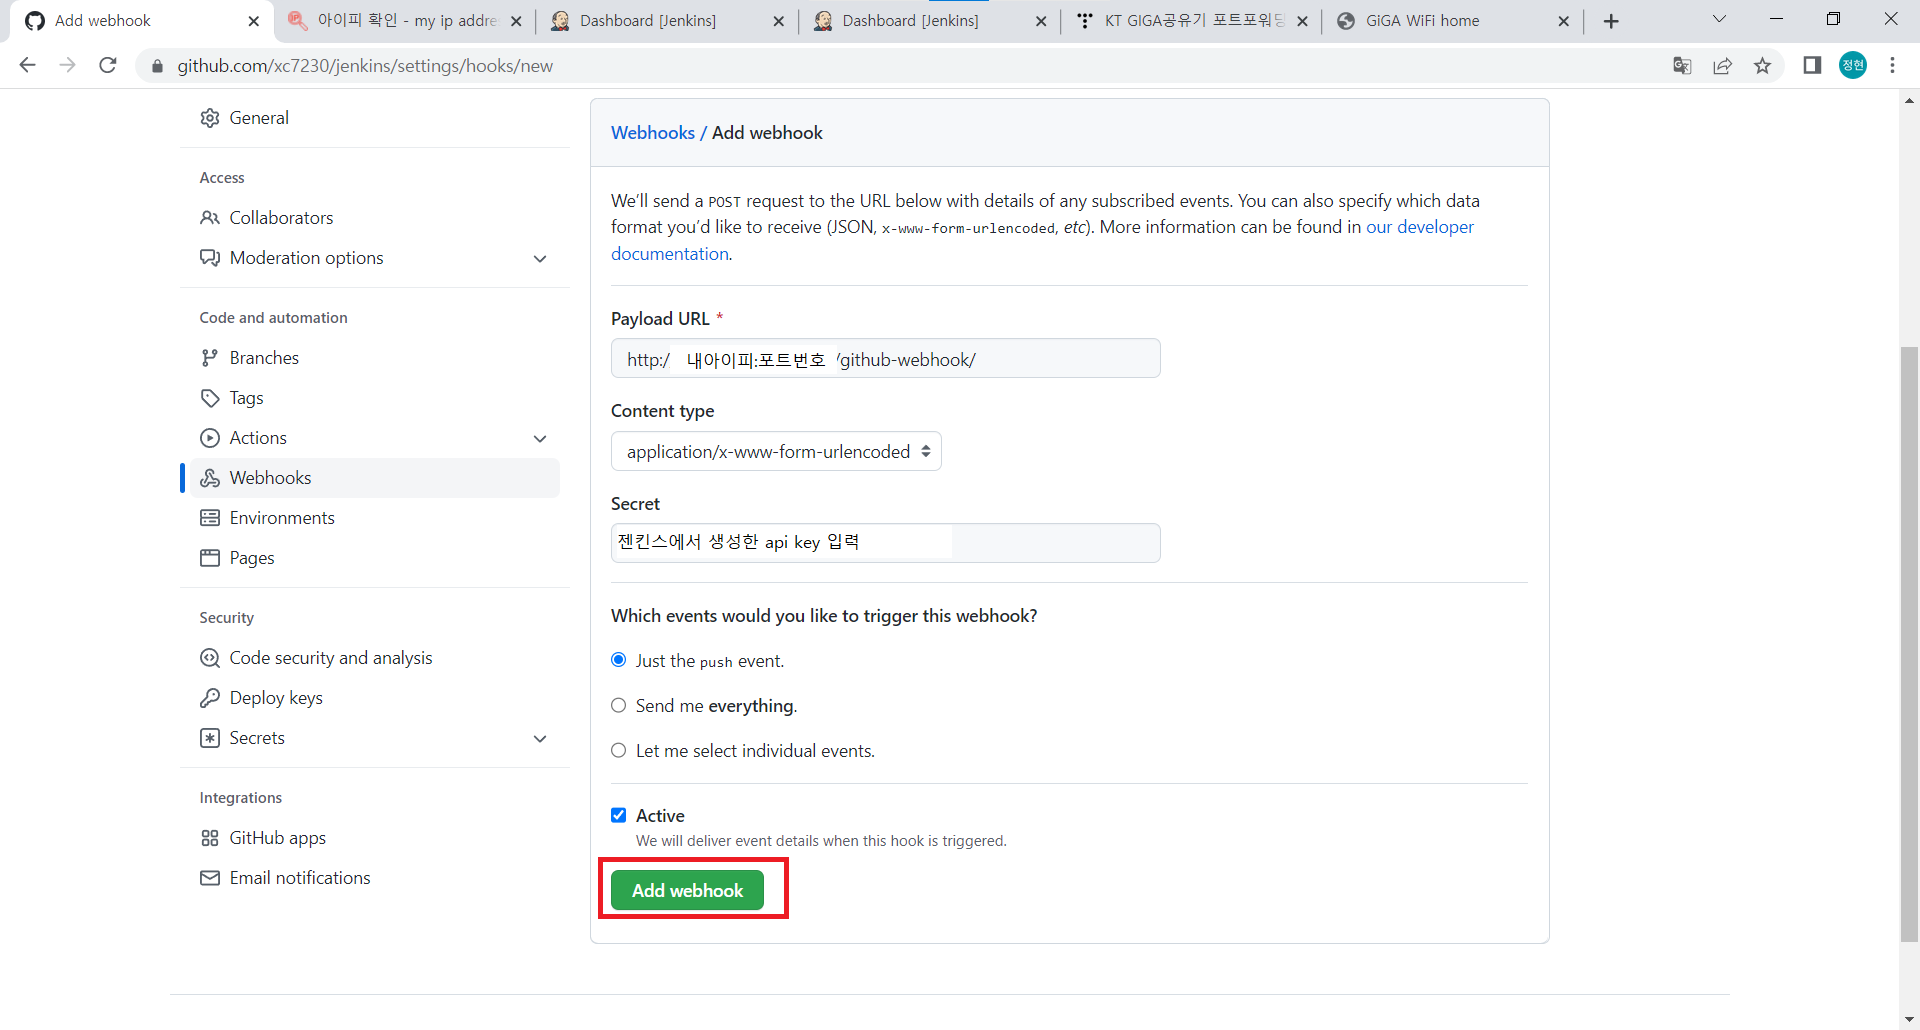 Add webhook
아이피 확인 - my ip addre
Dashboard [Jenkins]
Dashboard [Jenkins]
KT GIGA공유기 포트포워딩
GiGA WiFi home
github.com/xc7230/jenkins/settings/hooks/new
정현
General
Access
Collaborators
Moderation options
Code and automation
Branches
Tags
Actions
Webhooks
Environments
Pages
Security
Code security and analysis
Deploy keys
Secrets
Integrations
GitHub apps
Email notifications
Webhooks / Add webhook
We'll send a POST request to the URL below with details of any subscribed events. You can also specify which data
format you'd like to receive (JSON, x-www-form-urlencoded, etc). More information can be found in our developer
documentation.
Payload URL *
http:/ 내아이피:포트번호 /github-webhook/
Content type
application/x-www-form-urlencoded
Secret
젠킨스에서 생성한 api key 입력
Which events would you like to trigger this webhook?
Just the push event.
Send me everything.
Let me select individual events.
Active
We will deliver event details when this hook is triggered.
Add webhook